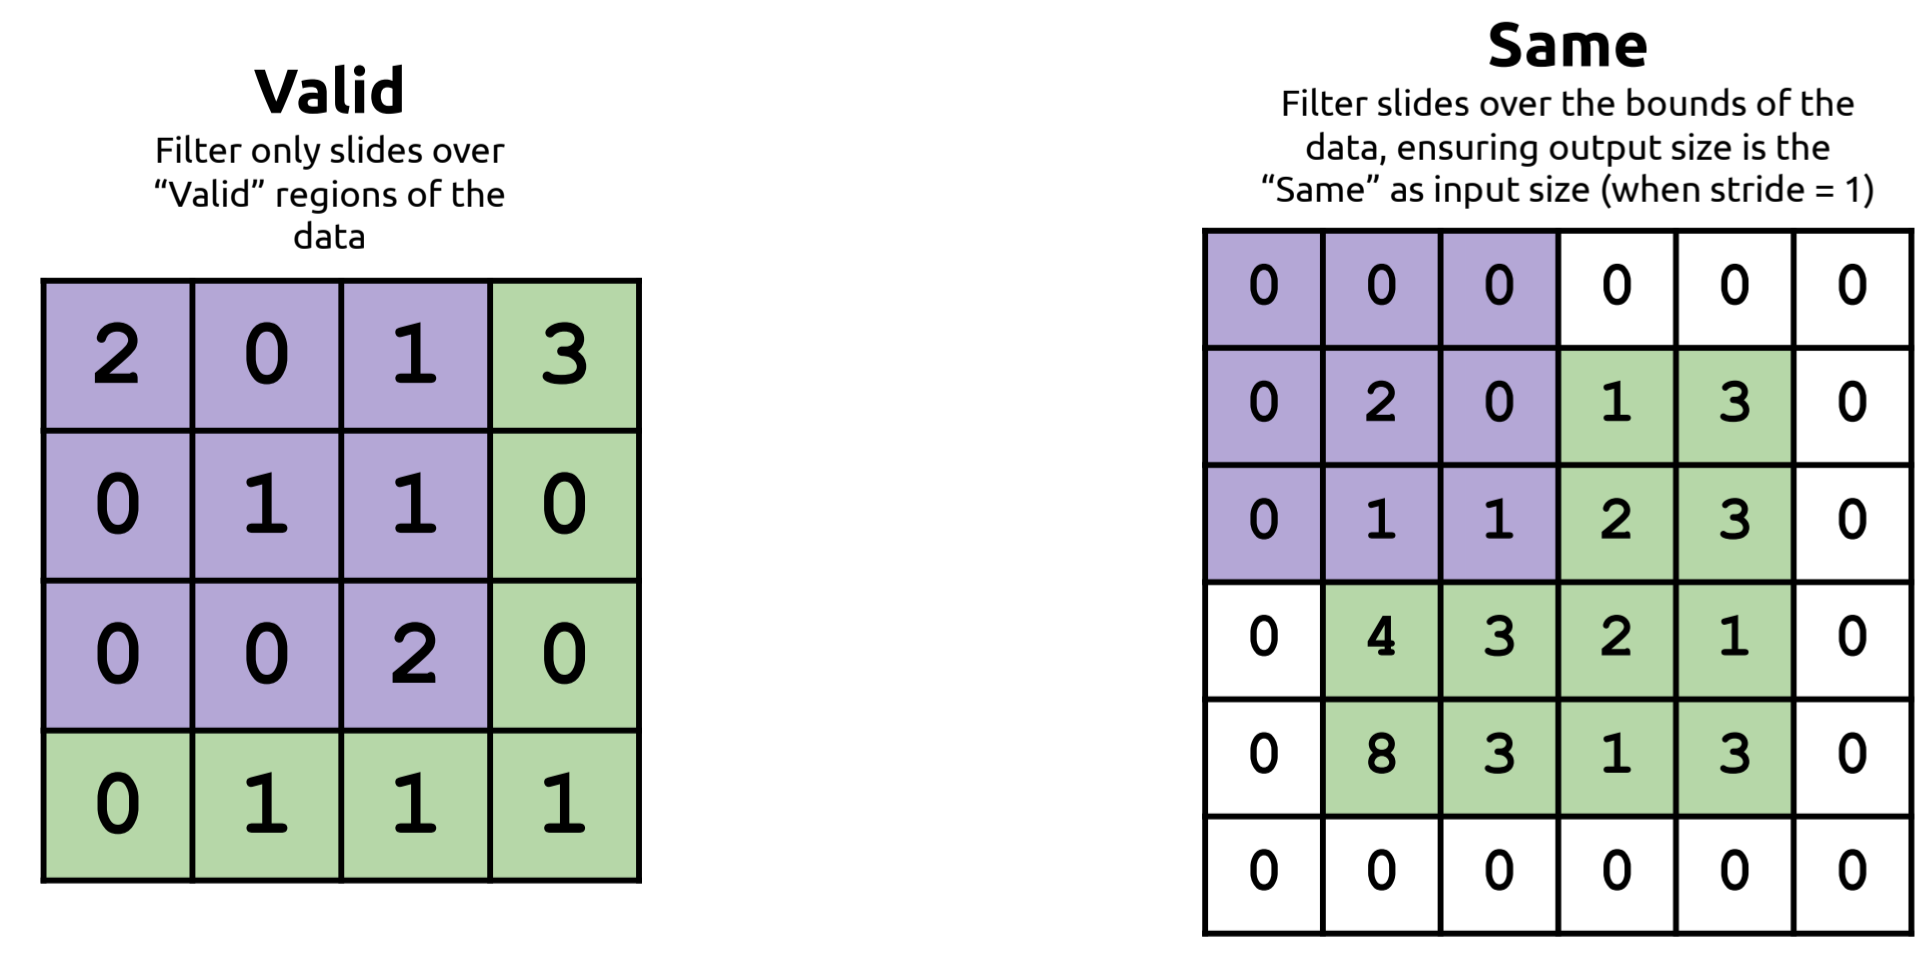 Valid
Filter only slides over
“Valid” regions of the
data
2 0 1 3
0 1 1 0
0 0 2 0
0 1 1 1
Same
Filter slides over the bounds of the
data, ensuring output size is the
“Same” as input size (when stride = 1)
0 0 0 0 0 0
0 2 0 1 3 0
0 1 1 2 3 0
0 4 3 2 1 0
0 8 3 1 3 0
0 0 0 0 0 0